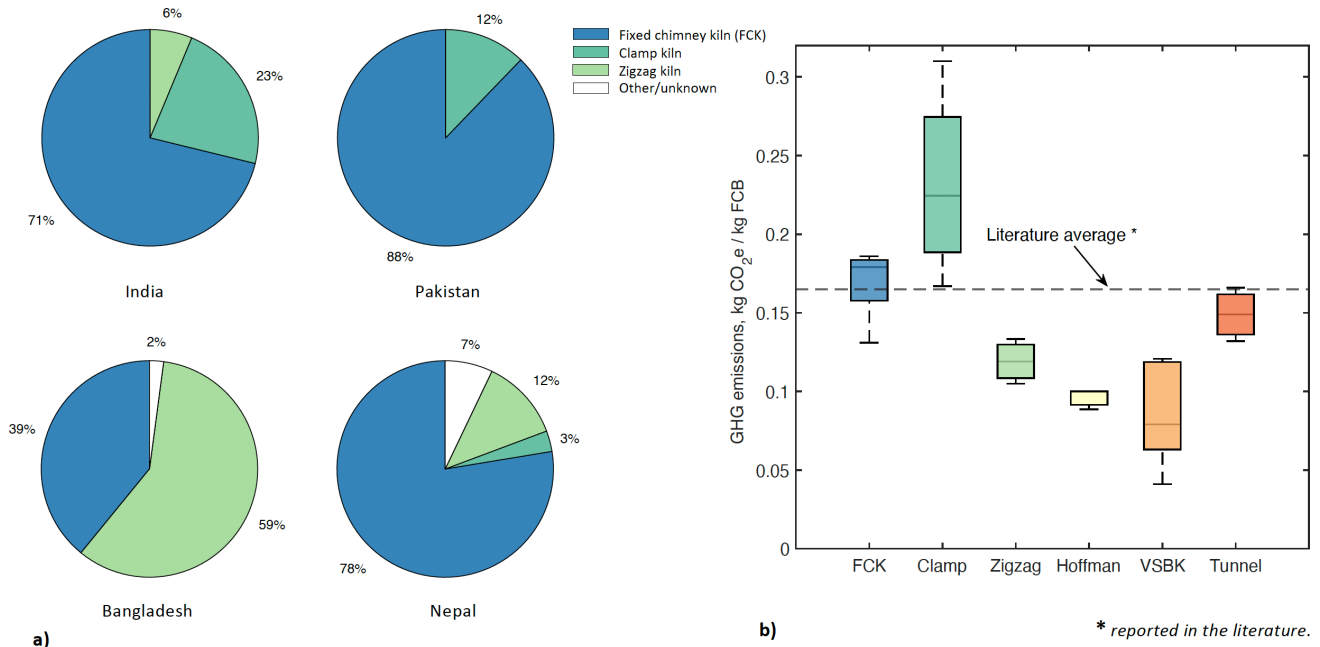 6%
23%
71%
India
12%
88%
Pakistan
Fixed chimney kiln (FCK)
Clamp kiln
Zigzag kiln
Other/unknown
2%
39%
59%
Bangladesh
7%
12%
3%
78%
Nepal
a)
GHG emissions, kg CO2e / kg FCB
0.3
0.25
0.2
0.15
0.1
0.05
0
Literature average *
FCK Clamp Zigzag Hoffman VSBK Tunnel
b)
* reported in the literature.